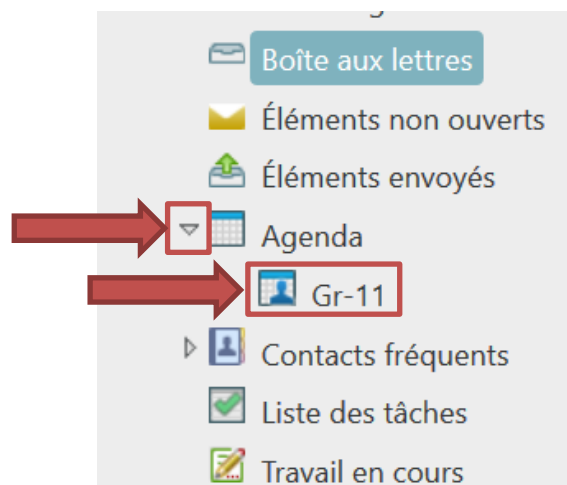 Boîte aux lettres
Éléments non ouverts
Éléments envoyés
Agenda
Gr-11
Contacts fréquents
Liste des tâches
Travail en cours